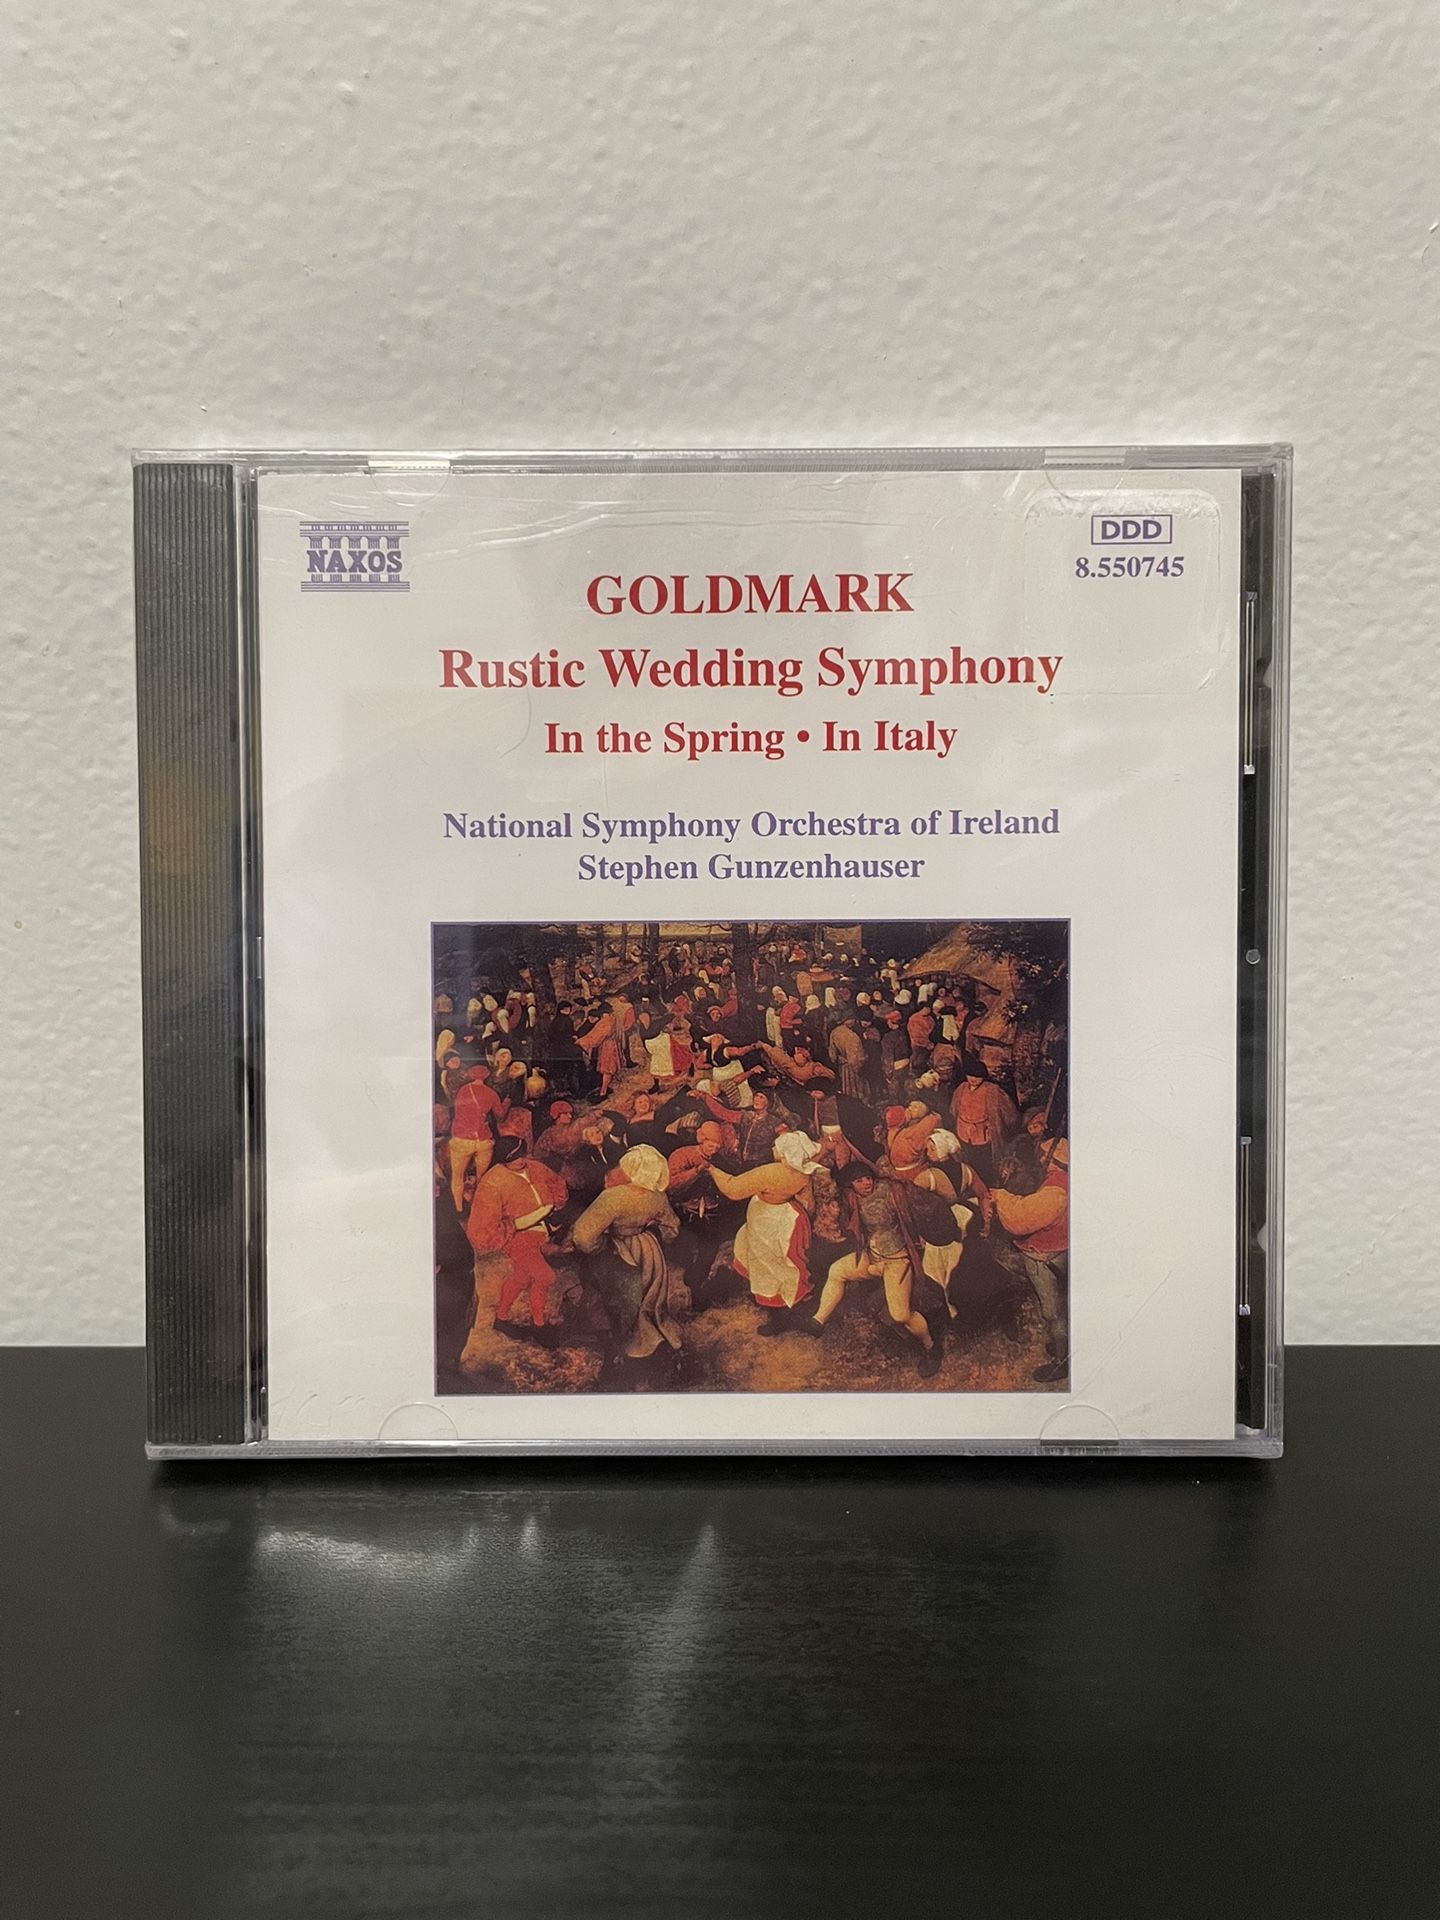 NAXOS
DDD
8.550745
GOLDMARK
Rustic Wedding Symphony
In the Spring • In Italy
National Symphony Orchestra of Ireland
Stephen Gunzenhauser